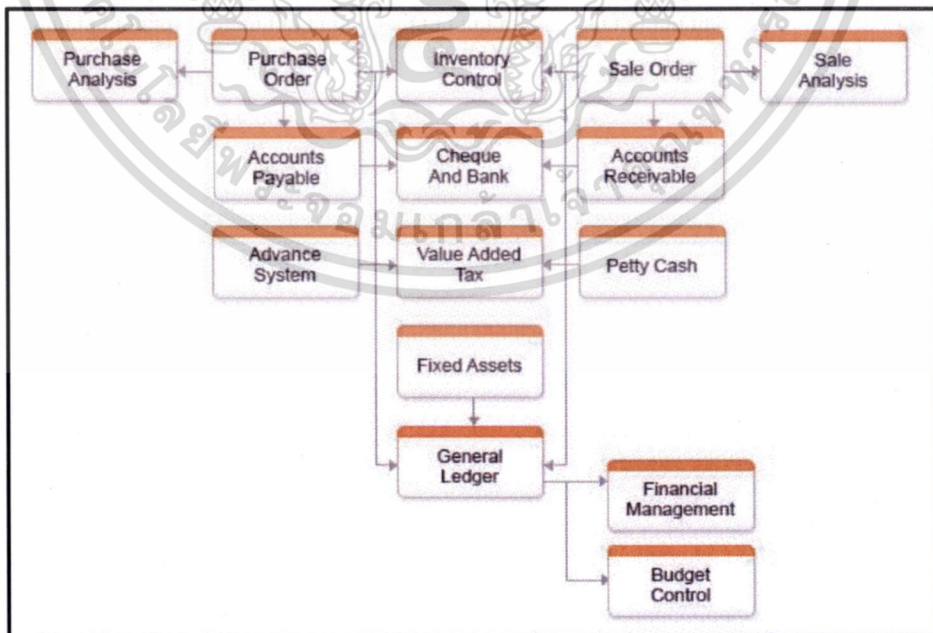 Purchase
Analysis
Purchase
Order
Inventory
Control
Sale Order
Sale
Analysis
Accounts
Payable
Cheque
And Bank
Accounts
Receivable
Advance
System
Value Added
Tax
Petty Cash
Fixed Assets
General
Ledger
Financial
Management
Budget
Control